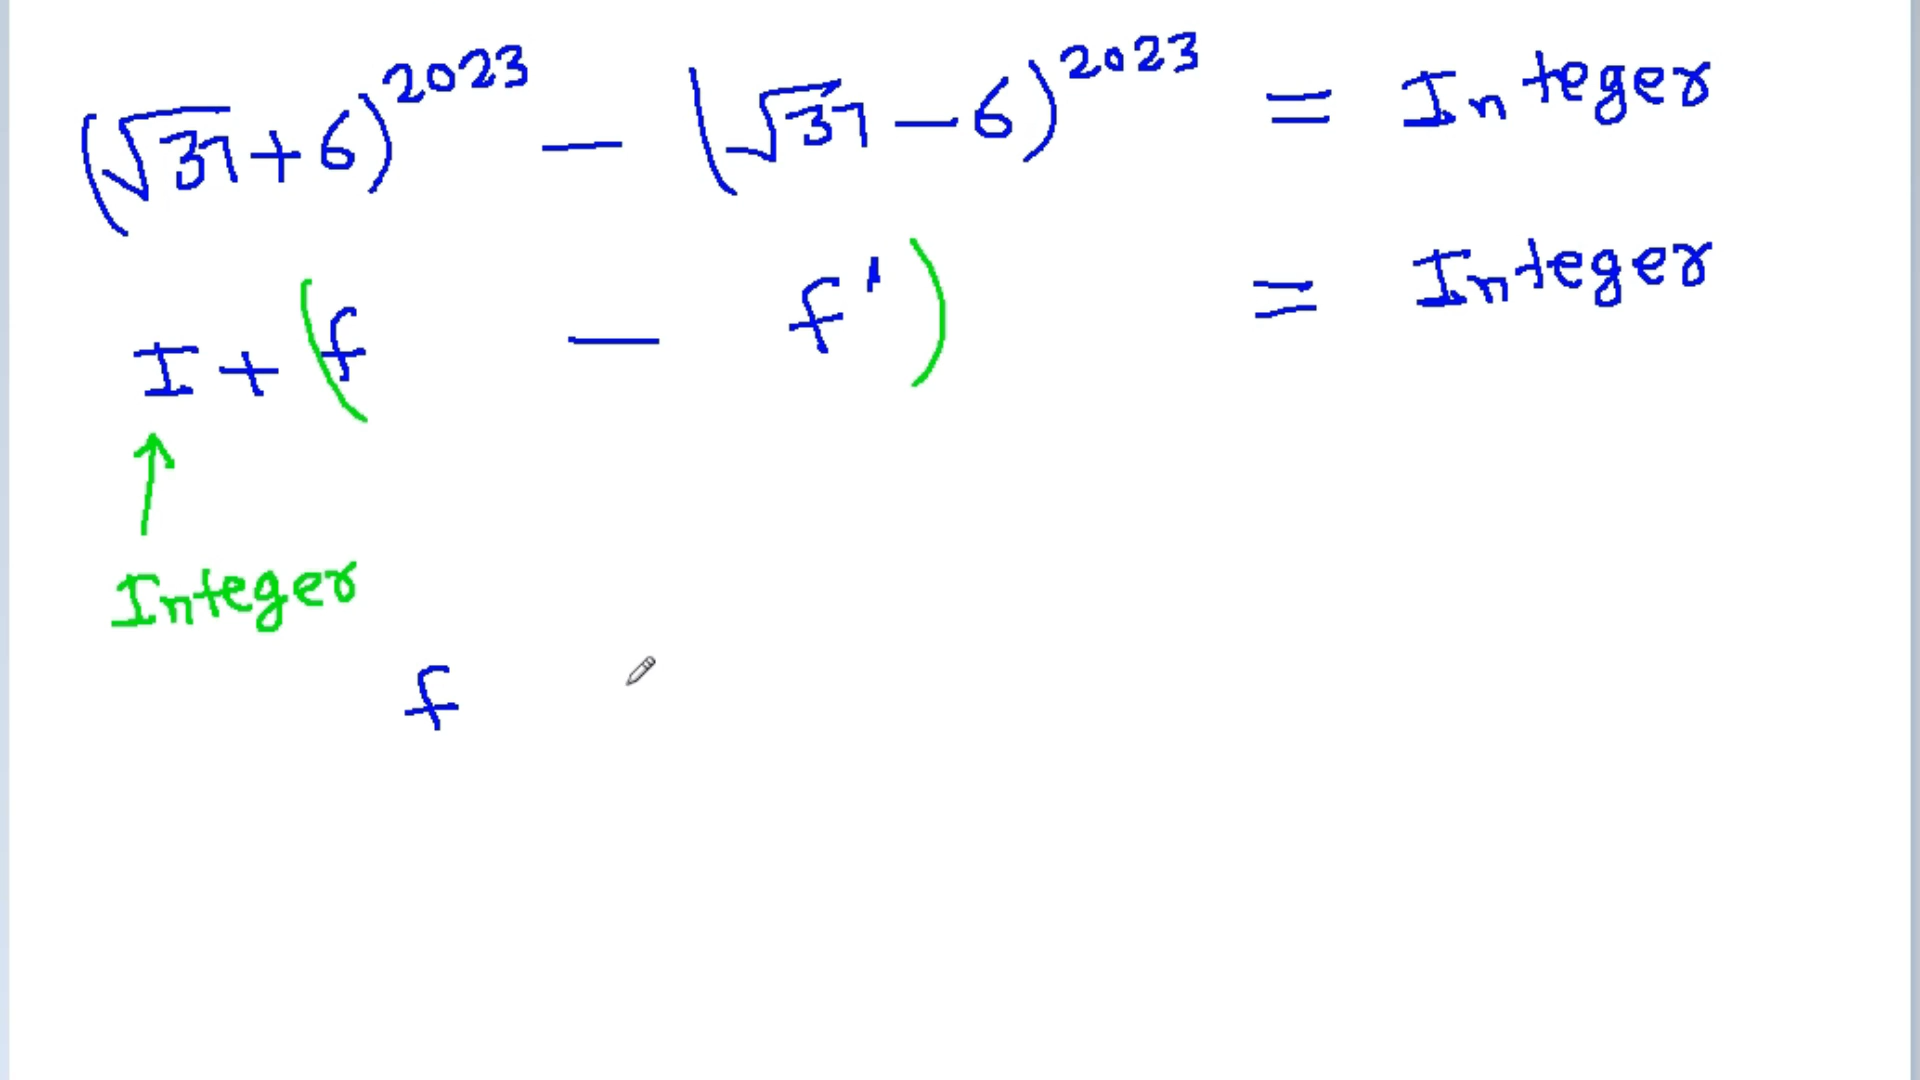 (√37+6)^2023 — (√37-6)^2023 = Integer
I + (f — f') = Integer
↑
Integer
f